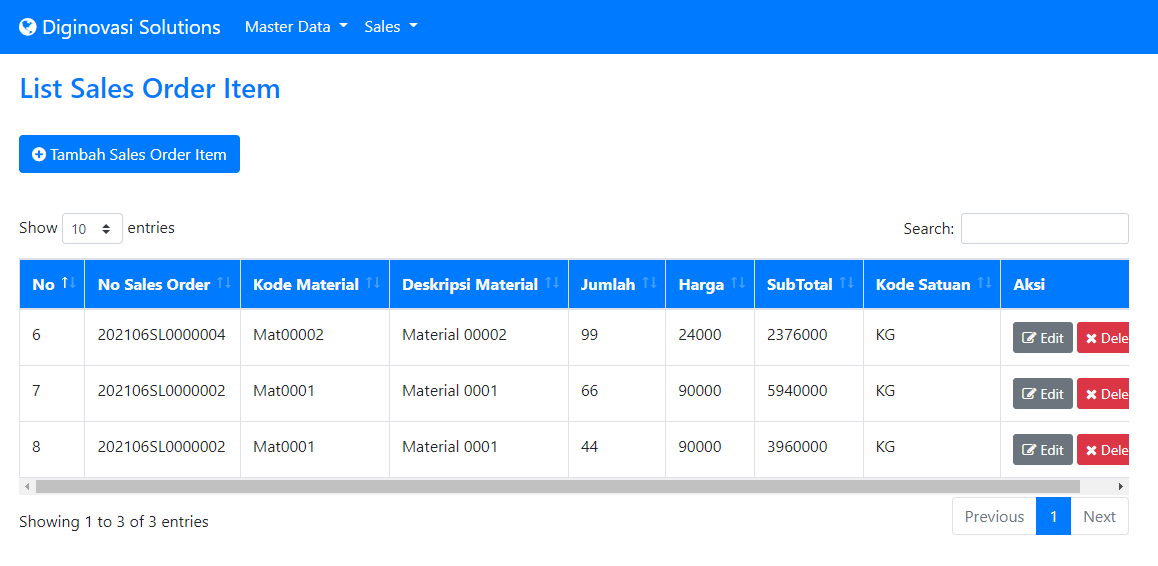 Diginovasi Solutions Master Data Sales
List Sales Order Item
Tambah Sales Order Item
Show 10 entries Search:
No No Sales Order Kode Material Deskripsi Material Jumlah Harga SubTotal Kode Satuan Aksi
6 202106SL0000004 Mat00002 Material 00002 99 24000 2376000 KG Edit Dele
7 202106SL0000002 Mat0001 Material 0001 66 90000 5940000 KG Edit Dele
8 202106SL0000002 Mat0001 Material 0001 44 90000 3960000 KG Edit Dele
Showing 1 to 3 of 3 entries Previous 1 Next